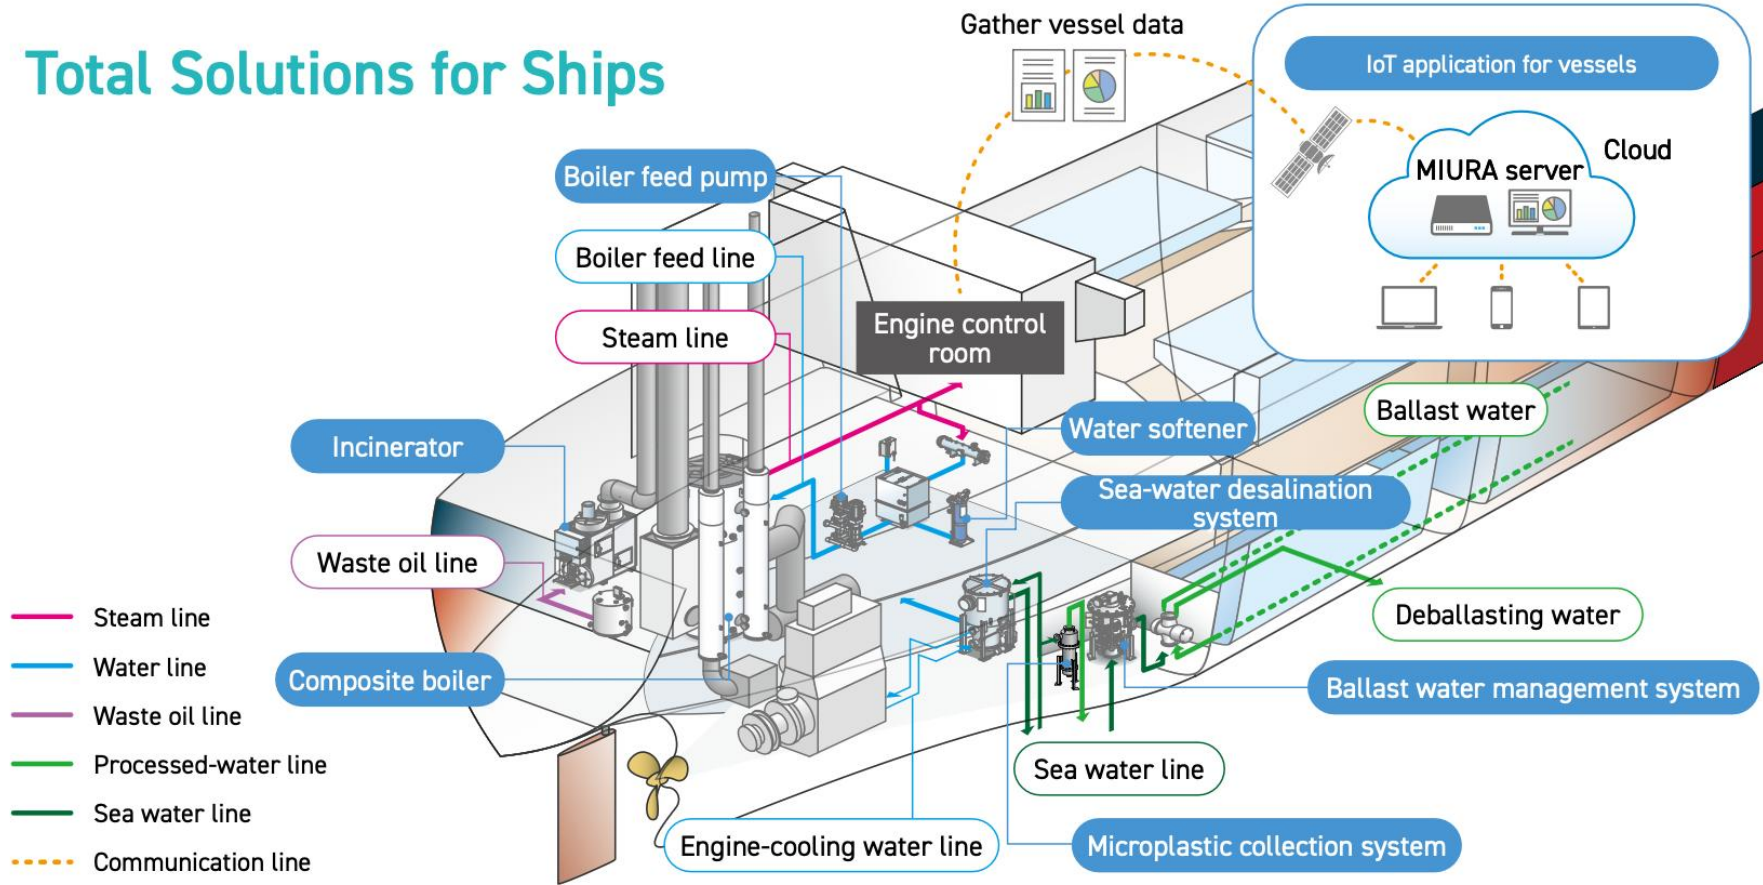 Total Solutions for Ships
Gather vessel data
IoT application for vessels
Cloud
MIURA server
Boiler feed pump
Boiler feed line
Steam line
Engine control
room
Ballast water
Water softener
Incinerator
Sea-water desalination
system
Waste oil line
Deballasting water
Composite boiler
Ballast water management system
Sea water line
Engine-cooling water line
Microplastic collection system
Steam line
Water line
Waste oil line
Processed-water line
Sea water line
Communication line